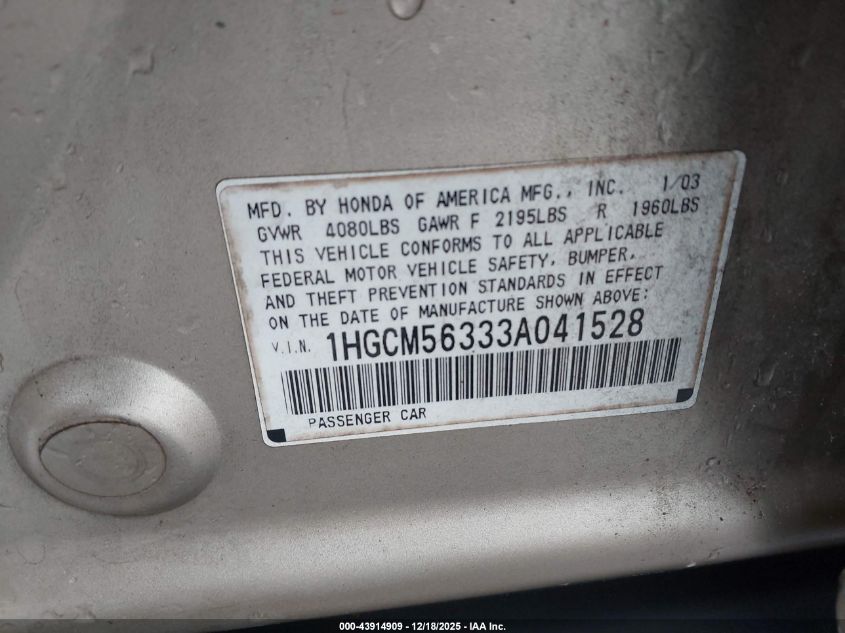 MFD. BY HONDA OF AMERICA MFG., INC. 1/03
GVWR 4080LBS GAWR F 2195LBS R 1960LBS
THIS VEHICLE CONFORMS TO ALL APPLICABLE
FEDERAL MOTOR VEHICLE SAFETY, BUMPER,
AND THEFT PREVENTION STANDARDS IN EFFECT
ON THE DATE OF MANUFACTURE SHOWN ABOVE:
V.I.N. 1HGCM56333A041528
PASSENGER CAR
000-43914909 - 12/18/2025 - IAA Inc.